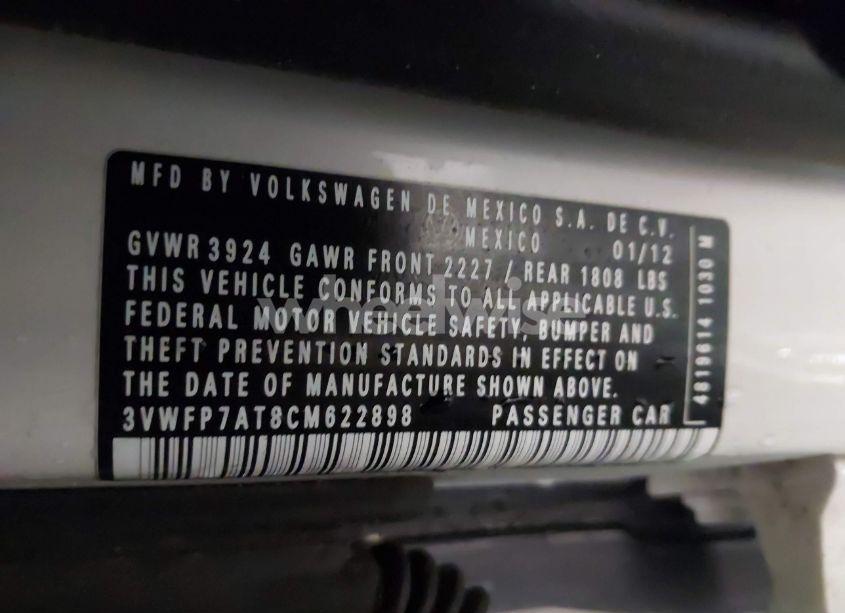 MFD BY VOLKSWAGEN DE MEXICO S.A. DE C.V.
MEXICO 01/12
GVWR 3924 GAWR FRONT 2227 / REAR 1808 LBS
THIS VEHICLE CONFORMS TO ALL APPLICABLE U.S.
FEDERAL MOTOR VEHICLE SAFETY, BUMPER AND
THEFT PREVENTION STANDARDS IN EFFECT ON
THE DATE OF MANUFACTURE SHOWN ABOVE.
3VWFP7AT8CM622898 PASSENGER CAR
4819614 1030 M
wheelwise